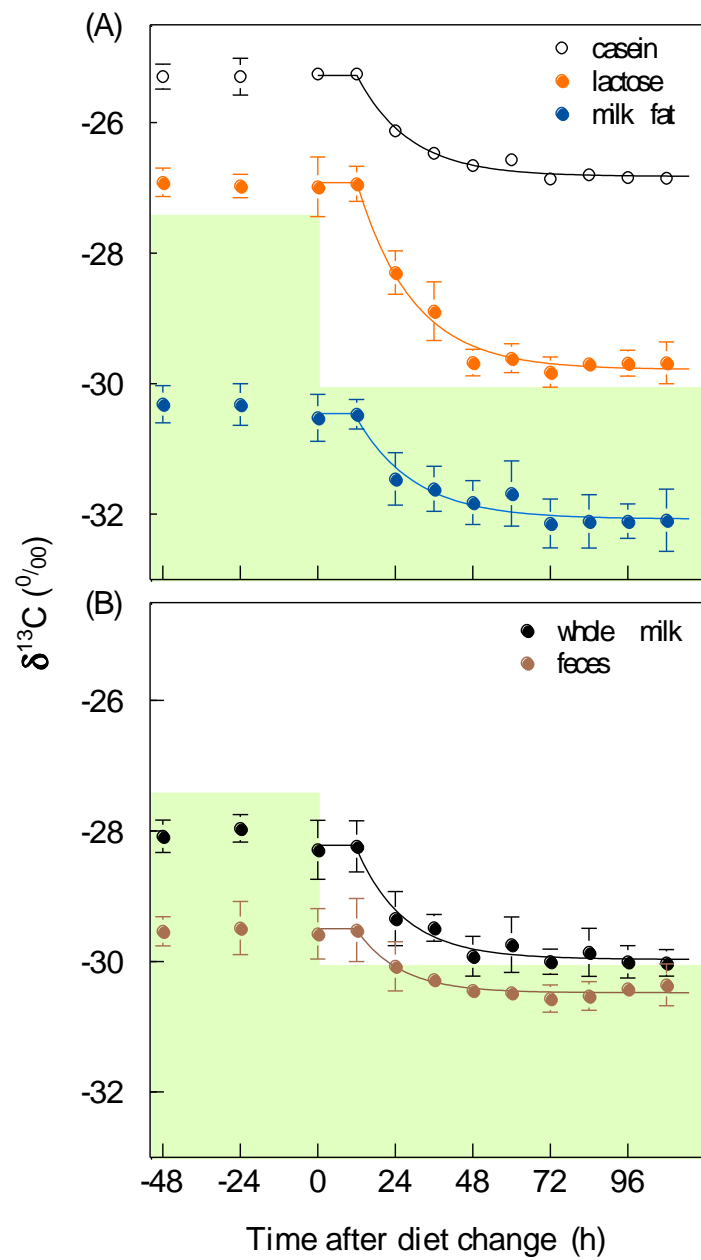 (A)
casein
lactose
milk fat
-26
-28
-30
-32
(B)
whole milk
feces
-26
-28
-30
-32
δ¹³C (⁰/₀₀)
-48 -24 0 24 48 72 96
Time after diet change (h)